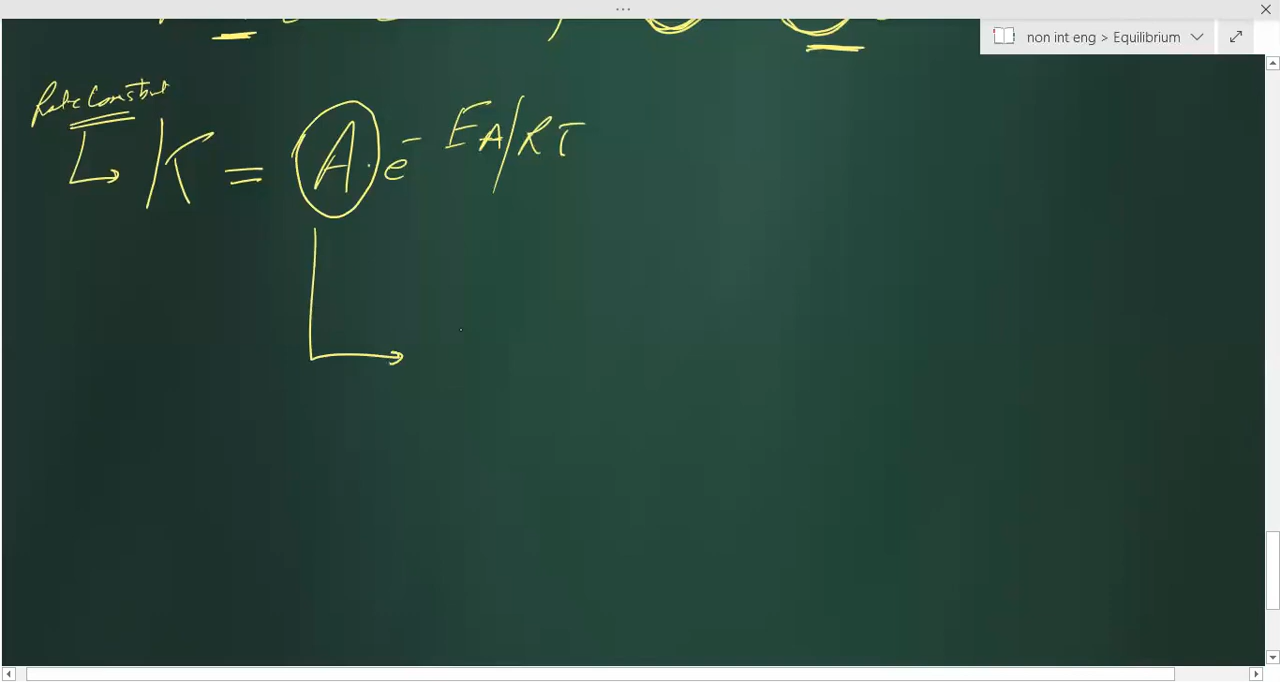 non int eng > Equilibrium
Rate Constant
K = A e^- EA/RT